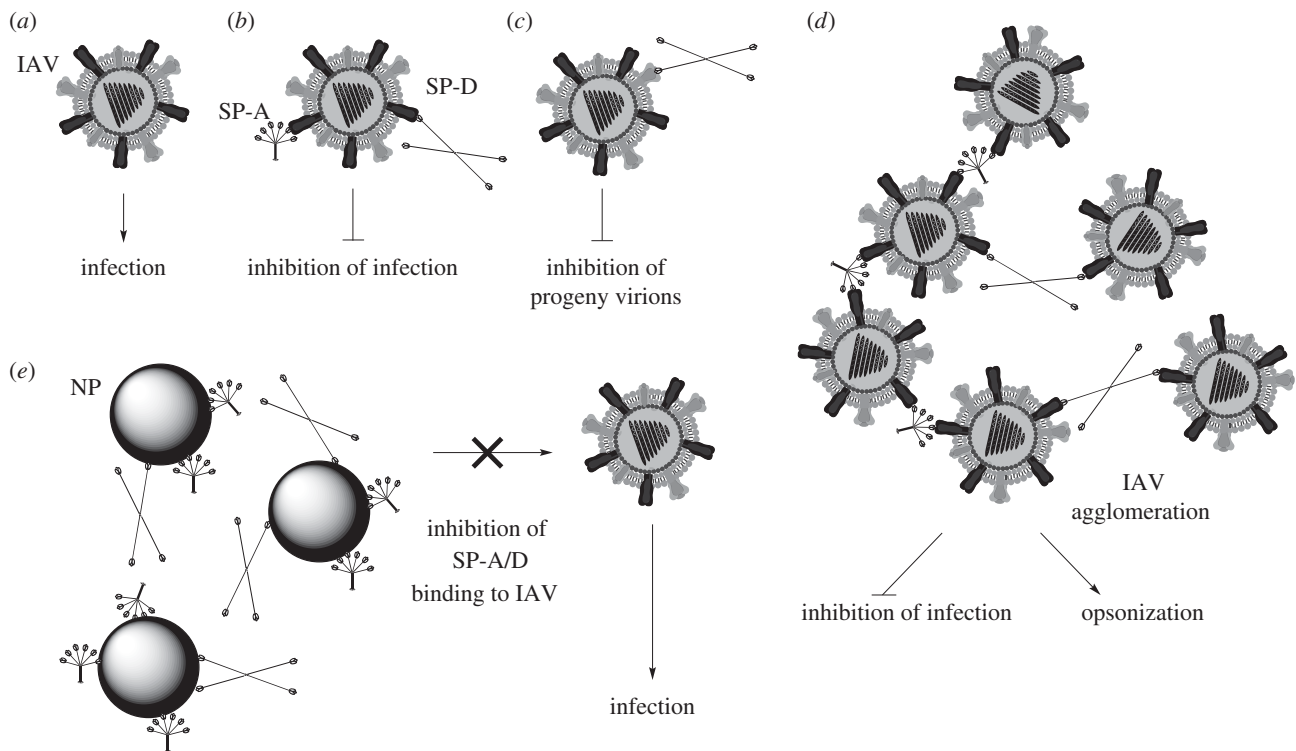 (a)
IAV
infection
(b)
SP-A
SP-D
inhibition of infection
(c)
inhibition of
progeny virions
(d)
IAV
agglomeration
inhibition of infection
opsonization
(e)
NP
inhibition of
SP-A/D
binding to IAV
infection